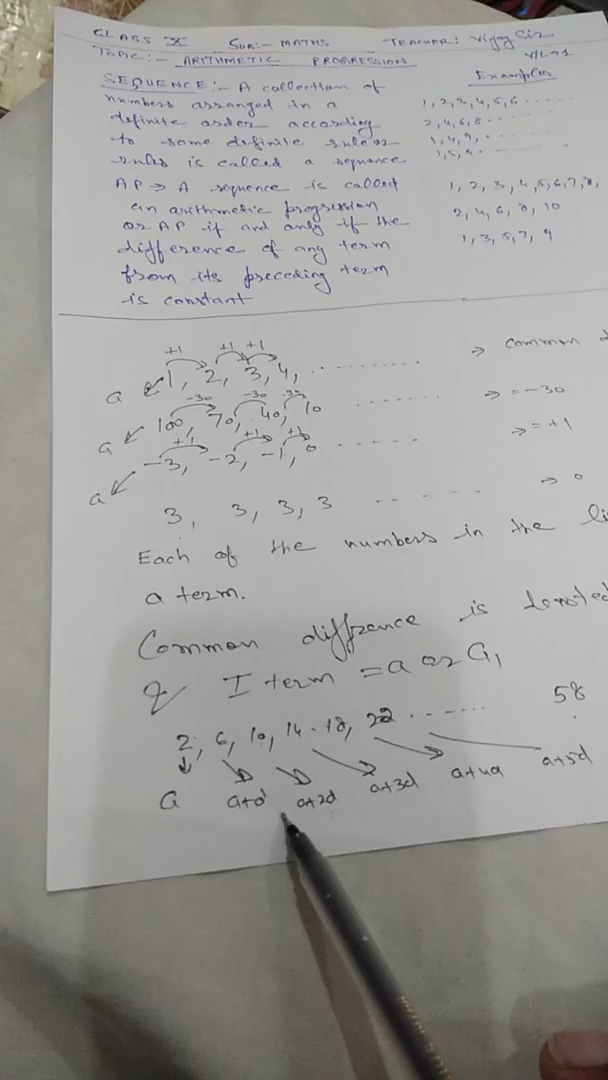 CLASS X SUB:- MATHS TEACHER: Vijay Sir
TOPIC:- ARITHMETIC PROGRESSION V/L01
SEQUENCE:- A collection of
numbers arranged in a
definite order according
to some definite rule or
rules is called a sequence
AP → A sequence is called
an arithmetic progression
or AP if and only if the
difference of any term
from its preceding term
is constant
Examples
1, 2, 3, 4, 5, 6 ......
2, 4, 6, 8 ......
1, 4, 9, ......
1, 2, 3, 4, 5, 6, 7, 8,
2, 4, 6, 8, 10
1, 3, 5, 7, 9
+1 +1 +1
a 1, 2, 3, 4, .......... → common
-30 -30 -30
a 100, 70, 40, 10 ...... → = -30
+1 +1 +1
a -3, -2, -1, 0 ...... → = +1
3, 3, 3, 3 ...... → 0
Each of the numbers in the
a term.
Common diffrence is denoted
& I term = a or a₁
2, 6, 10, 14 . 18, 22 ...... 58
a a+d a+2d a+3d a+4d a+5d